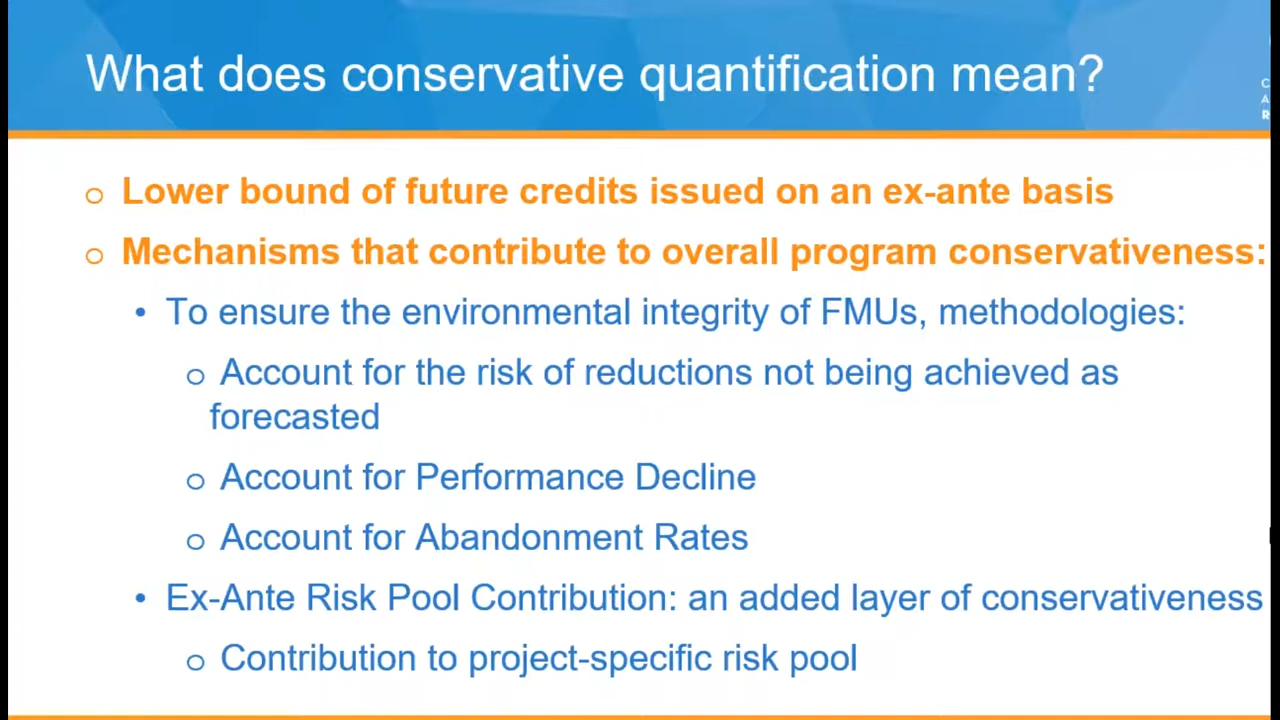 What does conservative quantification mean?
C
A
R
o Lower bound of future credits issued on an ex-ante basis
o Mechanisms that contribute to overall program conservativeness:
• To ensure the environmental integrity of FMUs, methodologies:
o Account for the risk of reductions not being achieved as
forecasted
o Account for Performance Decline
o Account for Abandonment Rates
• Ex-Ante Risk Pool Contribution: an added layer of conservativeness
o Contribution to project-specific risk pool